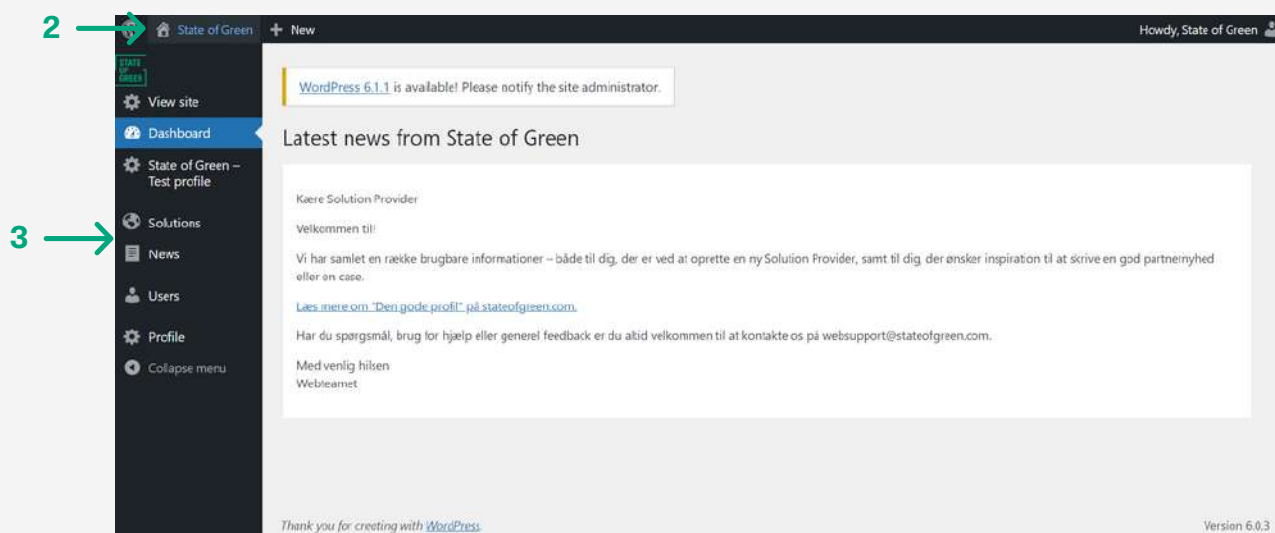 2
State of Green + New
Howdy, State of Green
STATE
OF
GREEN
View site
Dashboard
State of Green –
Test profile
3
Solutions
News
Users
Profile
Collapse menu
WordPress 6.1.1 is available! Please notify the site administrator.
Latest news from State of Green
Kære Solution Provider
Velkommen til!
Vi har samlet en række brugbare informationer – både til dig, der er ved at oprette en ny Solution Provider, samt til dig, der ønsker inspiration til at skrive en god partnernyhed
eller en case.
Læs mere om "Den gode profil" på stateofgreen.com.
Har du spørgsmål, brug for hjælp eller generel feedback er du altid velkommen til at kontakte os på websupport@stateofgreen.com.
Med venlig hilsen
Webteamet
Thank you for creating with WordPress.
Version 6.0.3